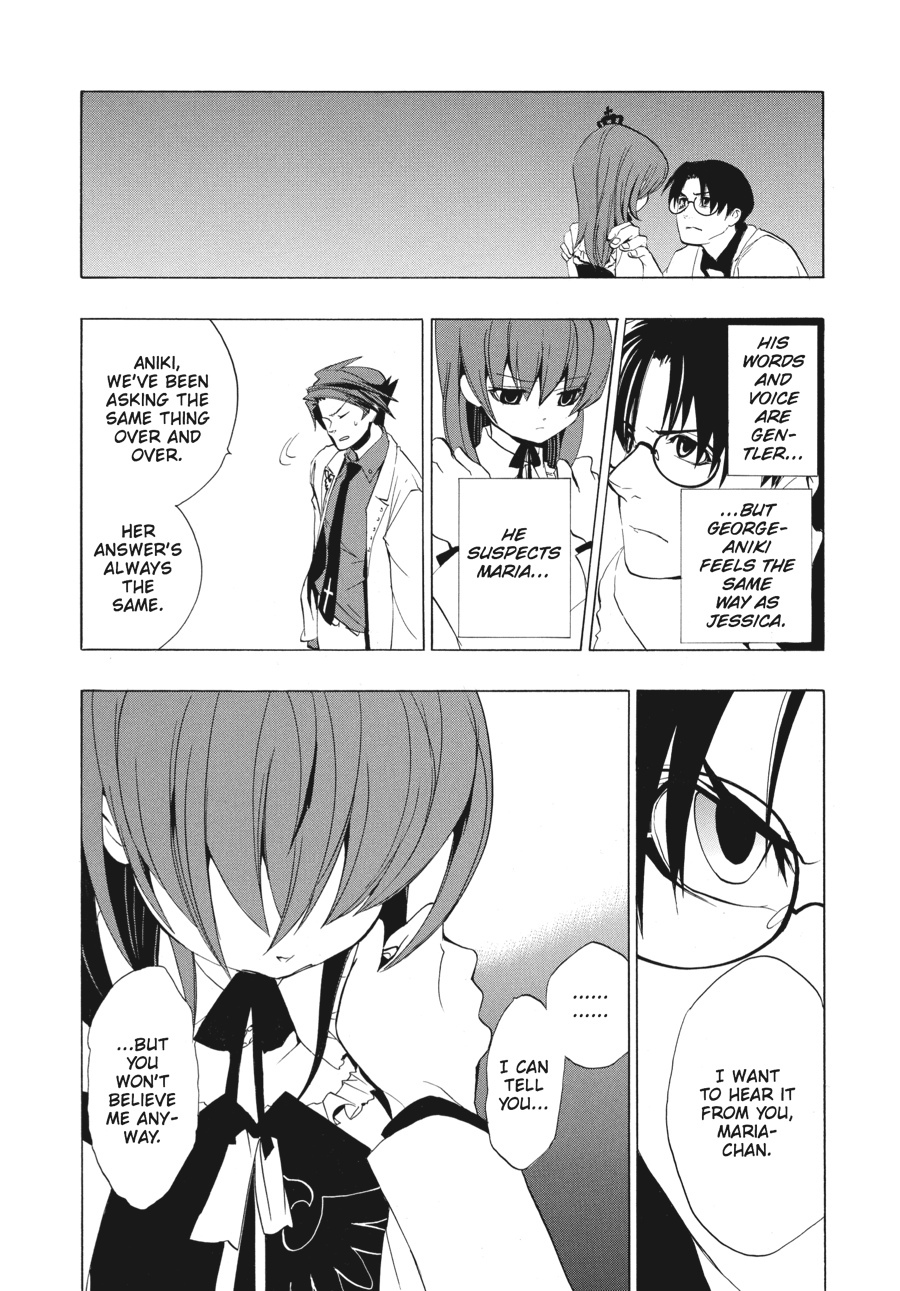 HIS
WORDS
AND
VOICE
ARE
GEN-
TLER...
...BUT
GEORGE-
ANIKI
FEELS THE
SAME
WAY AS
JESSICA.
HE
SUSPECTS
MARIA...
ANIKI,
WE'VE BEEN
ASKING THE
SAME THING
OVER AND
OVER.
HER
ANSWER'S
ALWAYS
THE
SAME.
I WANT
TO HEAR IT
FROM YOU,
MARIA-
CHAN.
......
......
I CAN
TELL
YOU...
...BUT
YOU
WON'T
BELIEVE
ME ANY-
WAY.